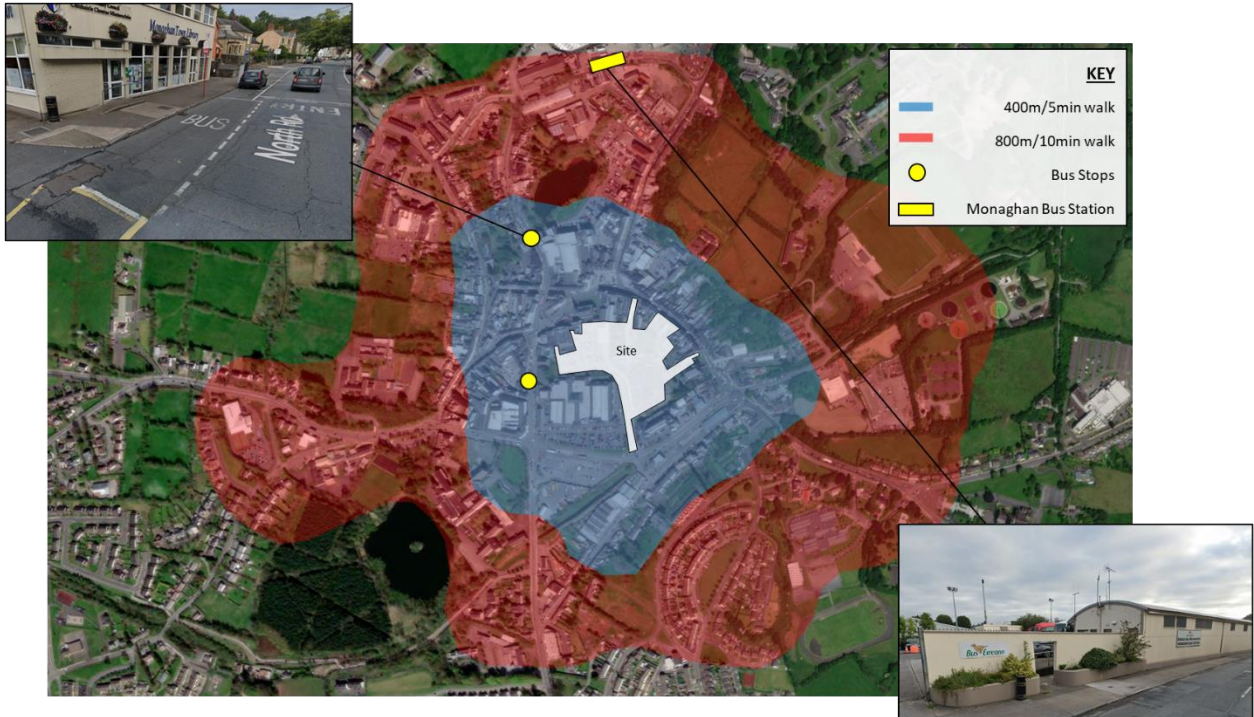 Monaghan Town Library
BUS
North Rd
KEY
400m/5min walk
800m/10min walk
Bus Stops
Monaghan Bus Station
Site
Bus Éireann